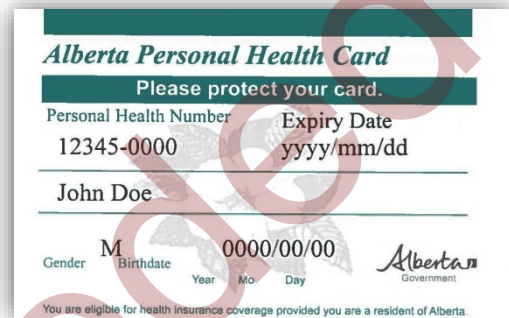 Alberta Personal Health Card
Please protect your card.
Personal Health Number Expiry Date
12345-0000 yyyy/mm/dd
John Doe
Gender M Birthdate 0000/00/00
Year Mo Day
Alberta Government
You are eligible for health insurance coverage provided you are a resident of Alberta.